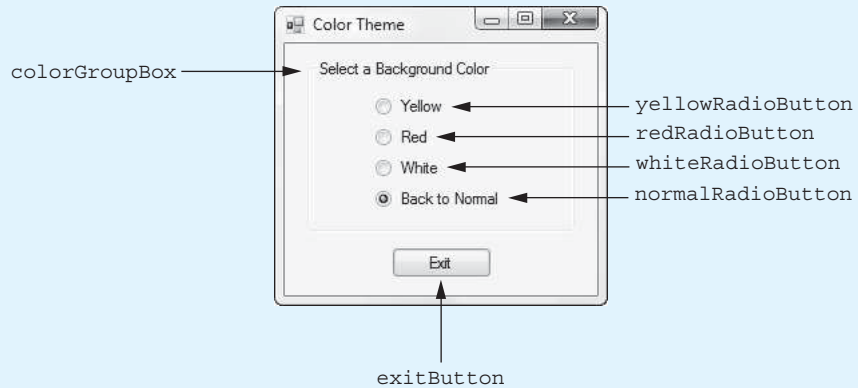 Color Theme
colorGroupBox
Select a Background Color
Yellow
yellowRadioButton
Red
redRadioButton
White
whiteRadioButton
Back to Normal
normalRadioButton
Exit
exitButton